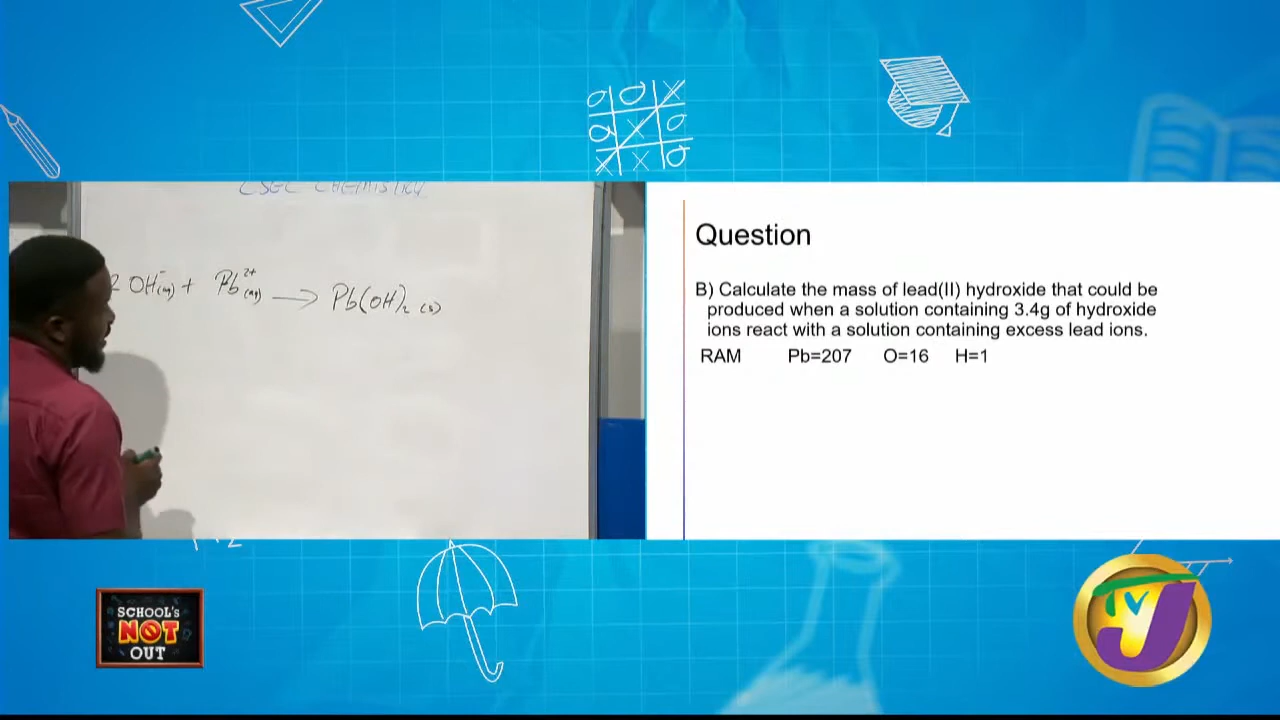 CSEC CHEMISTRY
2 OH⁻(aq) + Pb²⁺(aq) → Pb(OH)₂ (s)
Question
B) Calculate the mass of lead(II) hydroxide that could be
produced when a solution containing 3.4g of hydroxide
ions react with a solution containing excess lead ions.
RAM Pb=207 O=16 H=1
SCHOOL's
NOT
OUT
TVJ